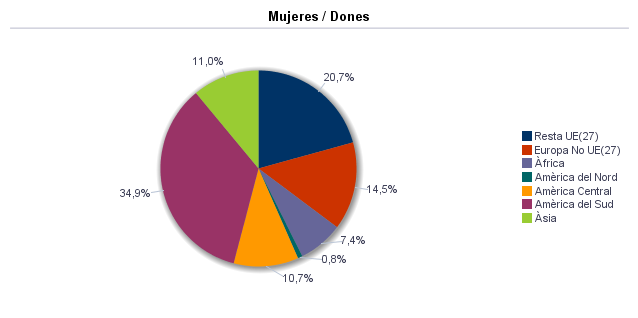 Mujeres / Dones
11,0%
20,7%
34,9%
14,5%
7,4%
0,8%
10,7%
Resta UE(27)
Europa No UE(27)
Àfrica
Amèrica del Nord
Amèrica Central
Amèrica del Sud
Àsia